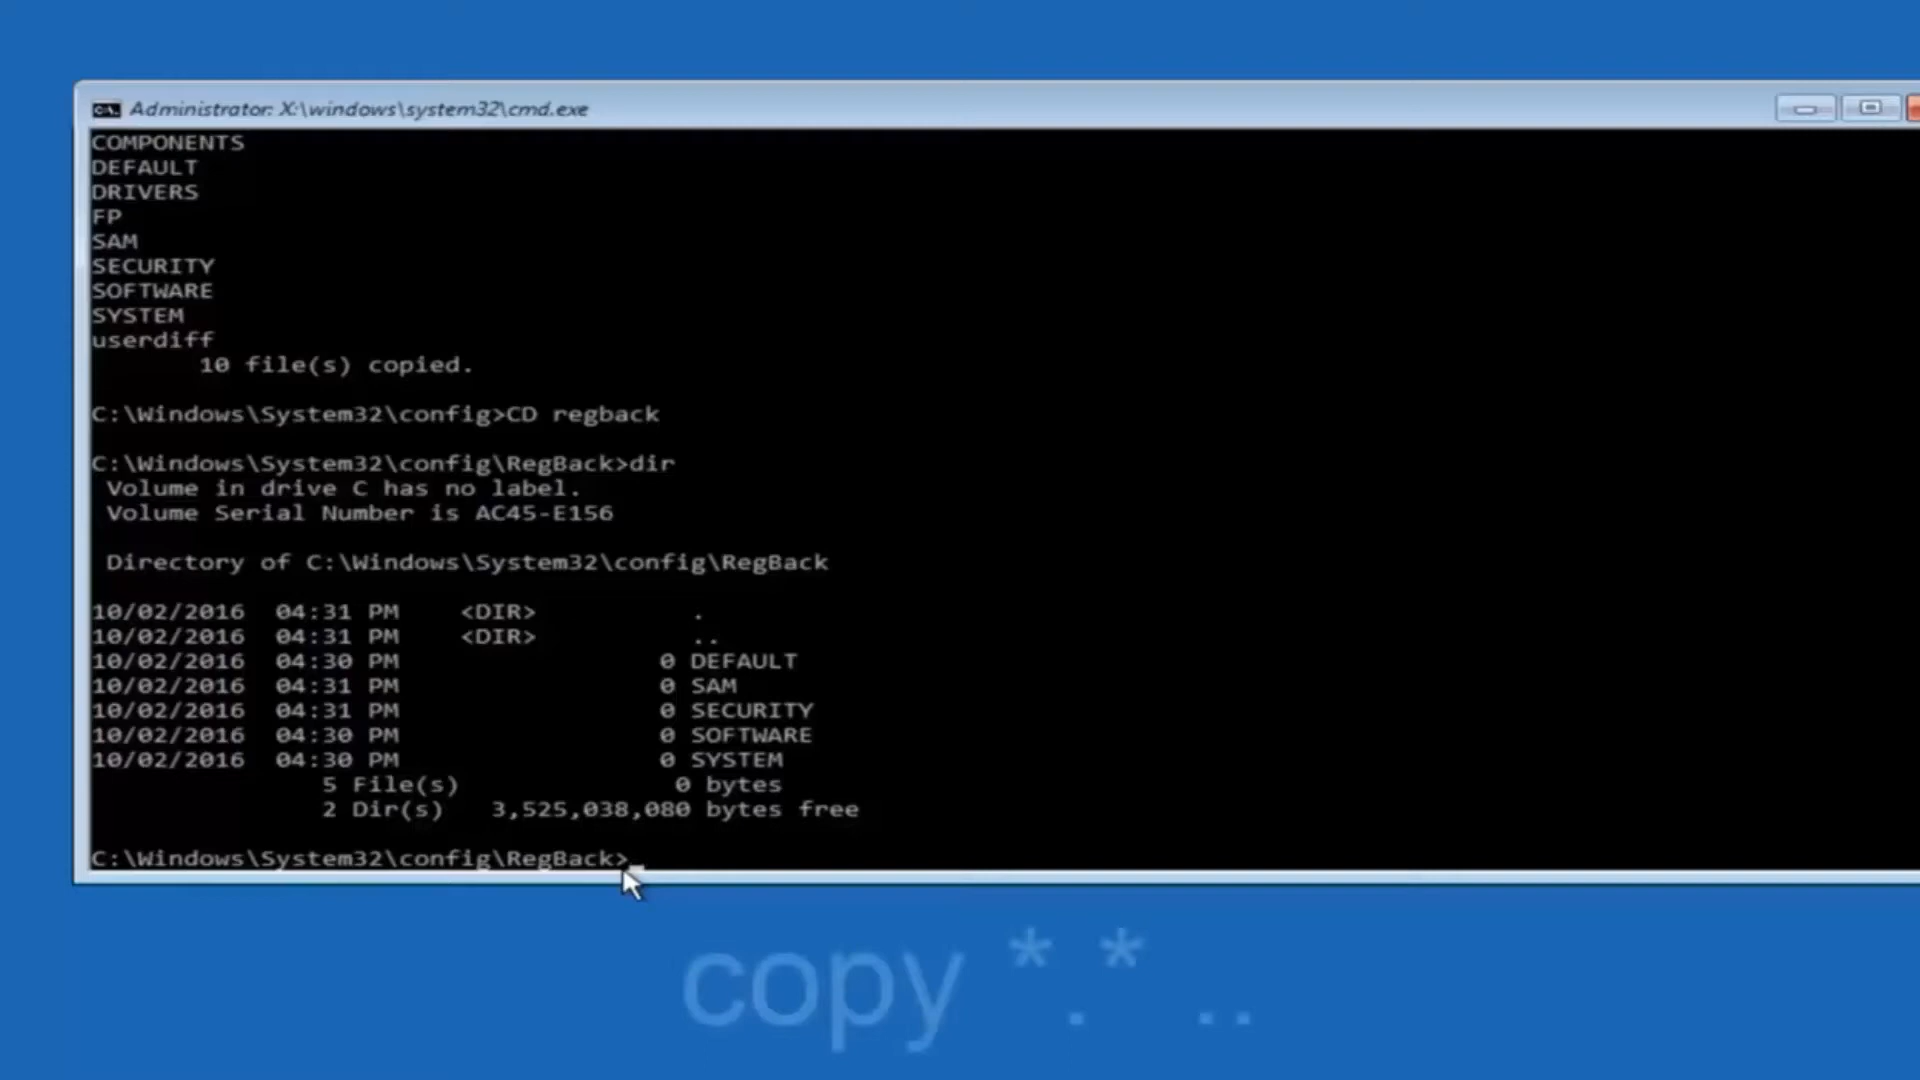 Administrator: X:\windows\system32\cmd.exe
COMPONENTS
DEFAULT
DRIVERS
FP
SAM
SECURITY
SOFTWARE
SYSTEM
userdiff
10 file(s) copied.
C:\Windows\System32\config>CD regback
C:\Windows\System32\config\RegBack>dir
Volume in drive C has no label.
Volume Serial Number is AC45-E156
Directory of C:\Windows\System32\config\RegBack
10/02/2016 04:31 PM <DIR> .
10/02/2016 04:31 PM <DIR> ..
10/02/2016 04:30 PM 0 DEFAULT
10/02/2016 04:31 PM 0 SAM
10/02/2016 04:31 PM 0 SECURITY
10/02/2016 04:30 PM 0 SOFTWARE
10/02/2016 04:30 PM 0 SYSTEM
5 File(s) 0 bytes
2 Dir(s) 3,525,038,080 bytes free
C:\Windows\System32\config\RegBack>_
copy *.* ..